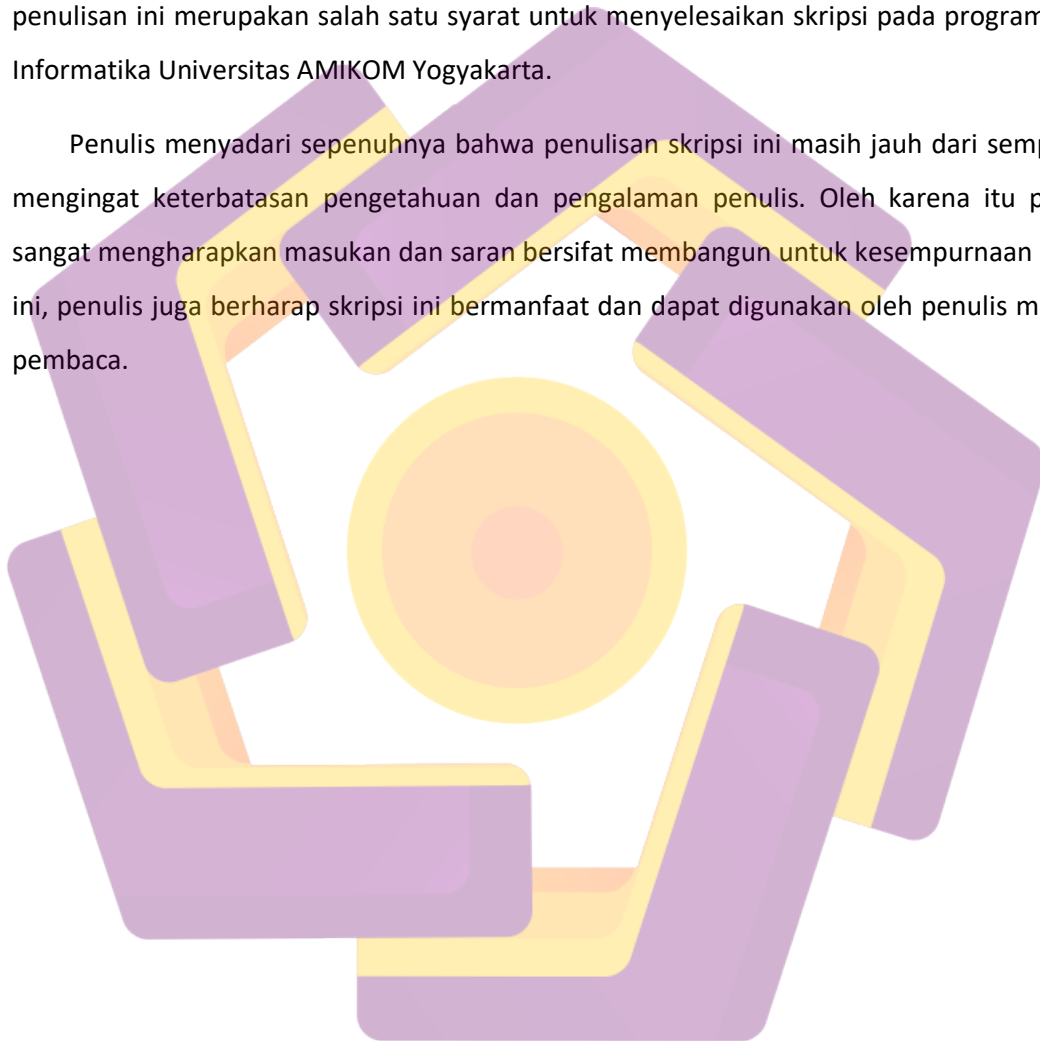 penulisan ini merupakan salah satu syarat untuk menyelesaikan skripsi pada program
Informatika Universitas AMIKOM Yogyakarta.
Penulis menyadari sepenuhnya bahwa penulisan skripsi ini masih jauh dari semp
mengingat keterbatasan pengetahuan dan pengalaman penulis. Oleh karena itu p
sangat mengharapkan masukan dan saran bersifat membangun untuk kesempurnaan
ini, penulis juga berharap skripsi ini bermanfaat dan dapat digunakan oleh penulis m
pembaca.